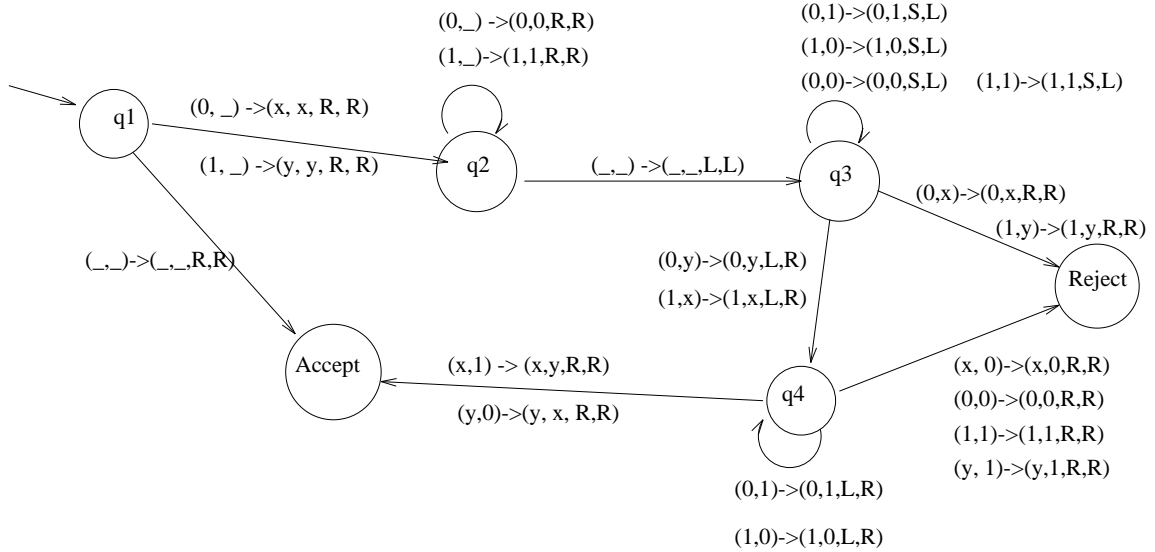 (0,_) ->(0,0,R,R)
(1,_)->(1,1,R,R)
(0,1)->(0,1,S,L)
(1,0)->(1,0,S,L)
(0,0)->(0,0,S,L) (1,1)->(1,1,S,L)
q1
(0, _) ->(x, x, R, R)
(1, _) ->(y, y, R, R)
q2
(_,_) ->(_,_,L,L)
q3
(0,x)->(0,x,R,R)
(1,y)->(1,y,R,R)
(_,_)->(_,_,R,R)
(0,y)->(0,y,L,R)
(1,x)->(1,x,L,R)
Reject
Accept
(x,1) -> (x,y,R,R)
(y,0)->(y, x, R,R)
q4
(x, 0)->(x,0,R,R)
(0,0)->(0,0,R,R)
(1,1)->(1,1,R,R)
(y, 1)->(y,1,R,R)
(0,1)->(0,1,L,R)
(1,0)->(1,0,L,R)